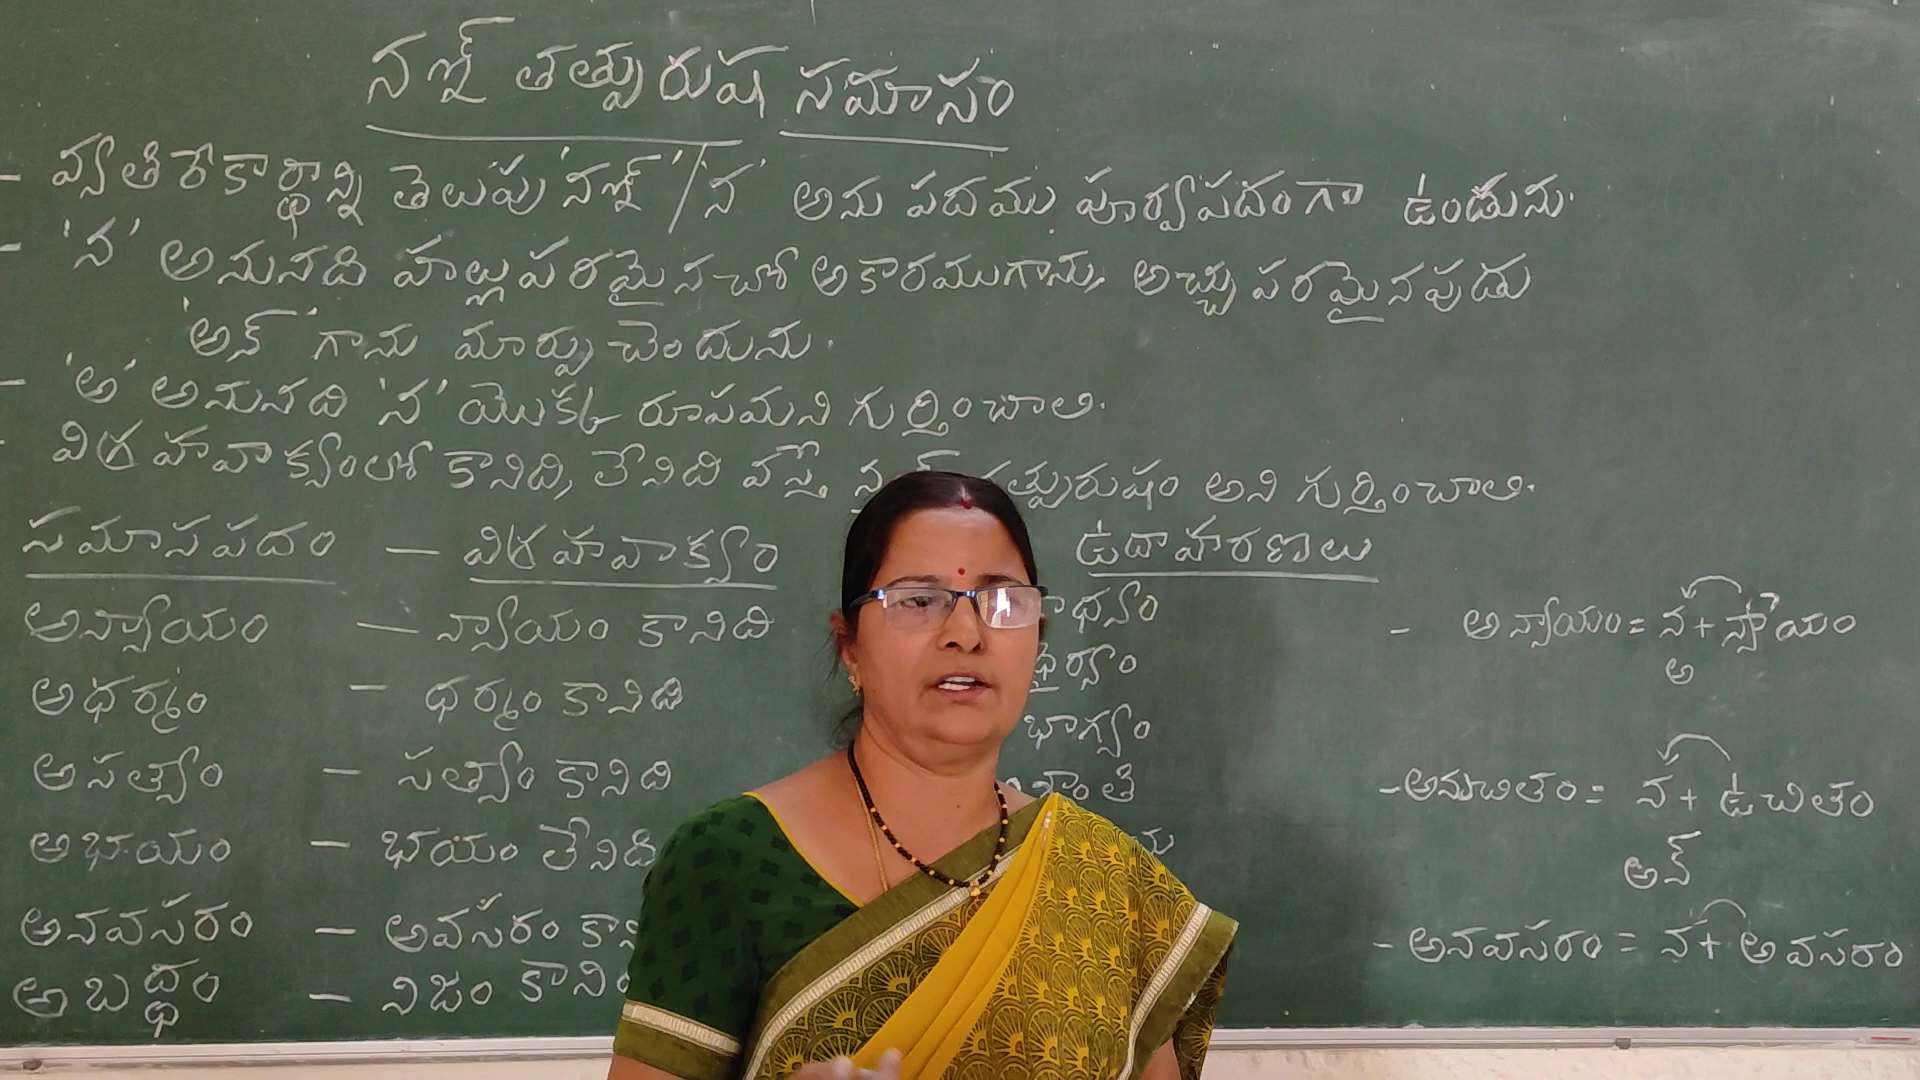 నఞ్ తత్పురుష సమాసం
- వ్యతిరేకార్థాన్ని తెలుపు 'నఞ్' / 'న' అను పదము పూర్వపదంగా ఉండును.
- 'న' అనునది హల్లుపరమైనచో అకారముగాను, అచ్చు పరమైనపుడు
'అన్' గాను మార్పు చెందును.
- 'అ' అనునది 'న' యొక్క రూపమని గుర్తించాలి.
- విగ్రహవాక్యంలో కానిది, లేనిది వస్తే అని గుర్తించాలి.
సమాసపదం - విగ్రహవాక్యం
అన్యాయం - న్యాయం కానిది
అధర్మం - ధర్మం కానిది
అసత్యం - సత్యం కానిది
అభయం - భయం లేనిది
అనవసరం - అవసరం
అబద్ధం - నిజం
ఉదాహరణలు
- అన్యాయం = న + న్యాయం
అ
- అనుచితం = న + ఉచితం
అన్
- అనవసరం = న + అవసరం